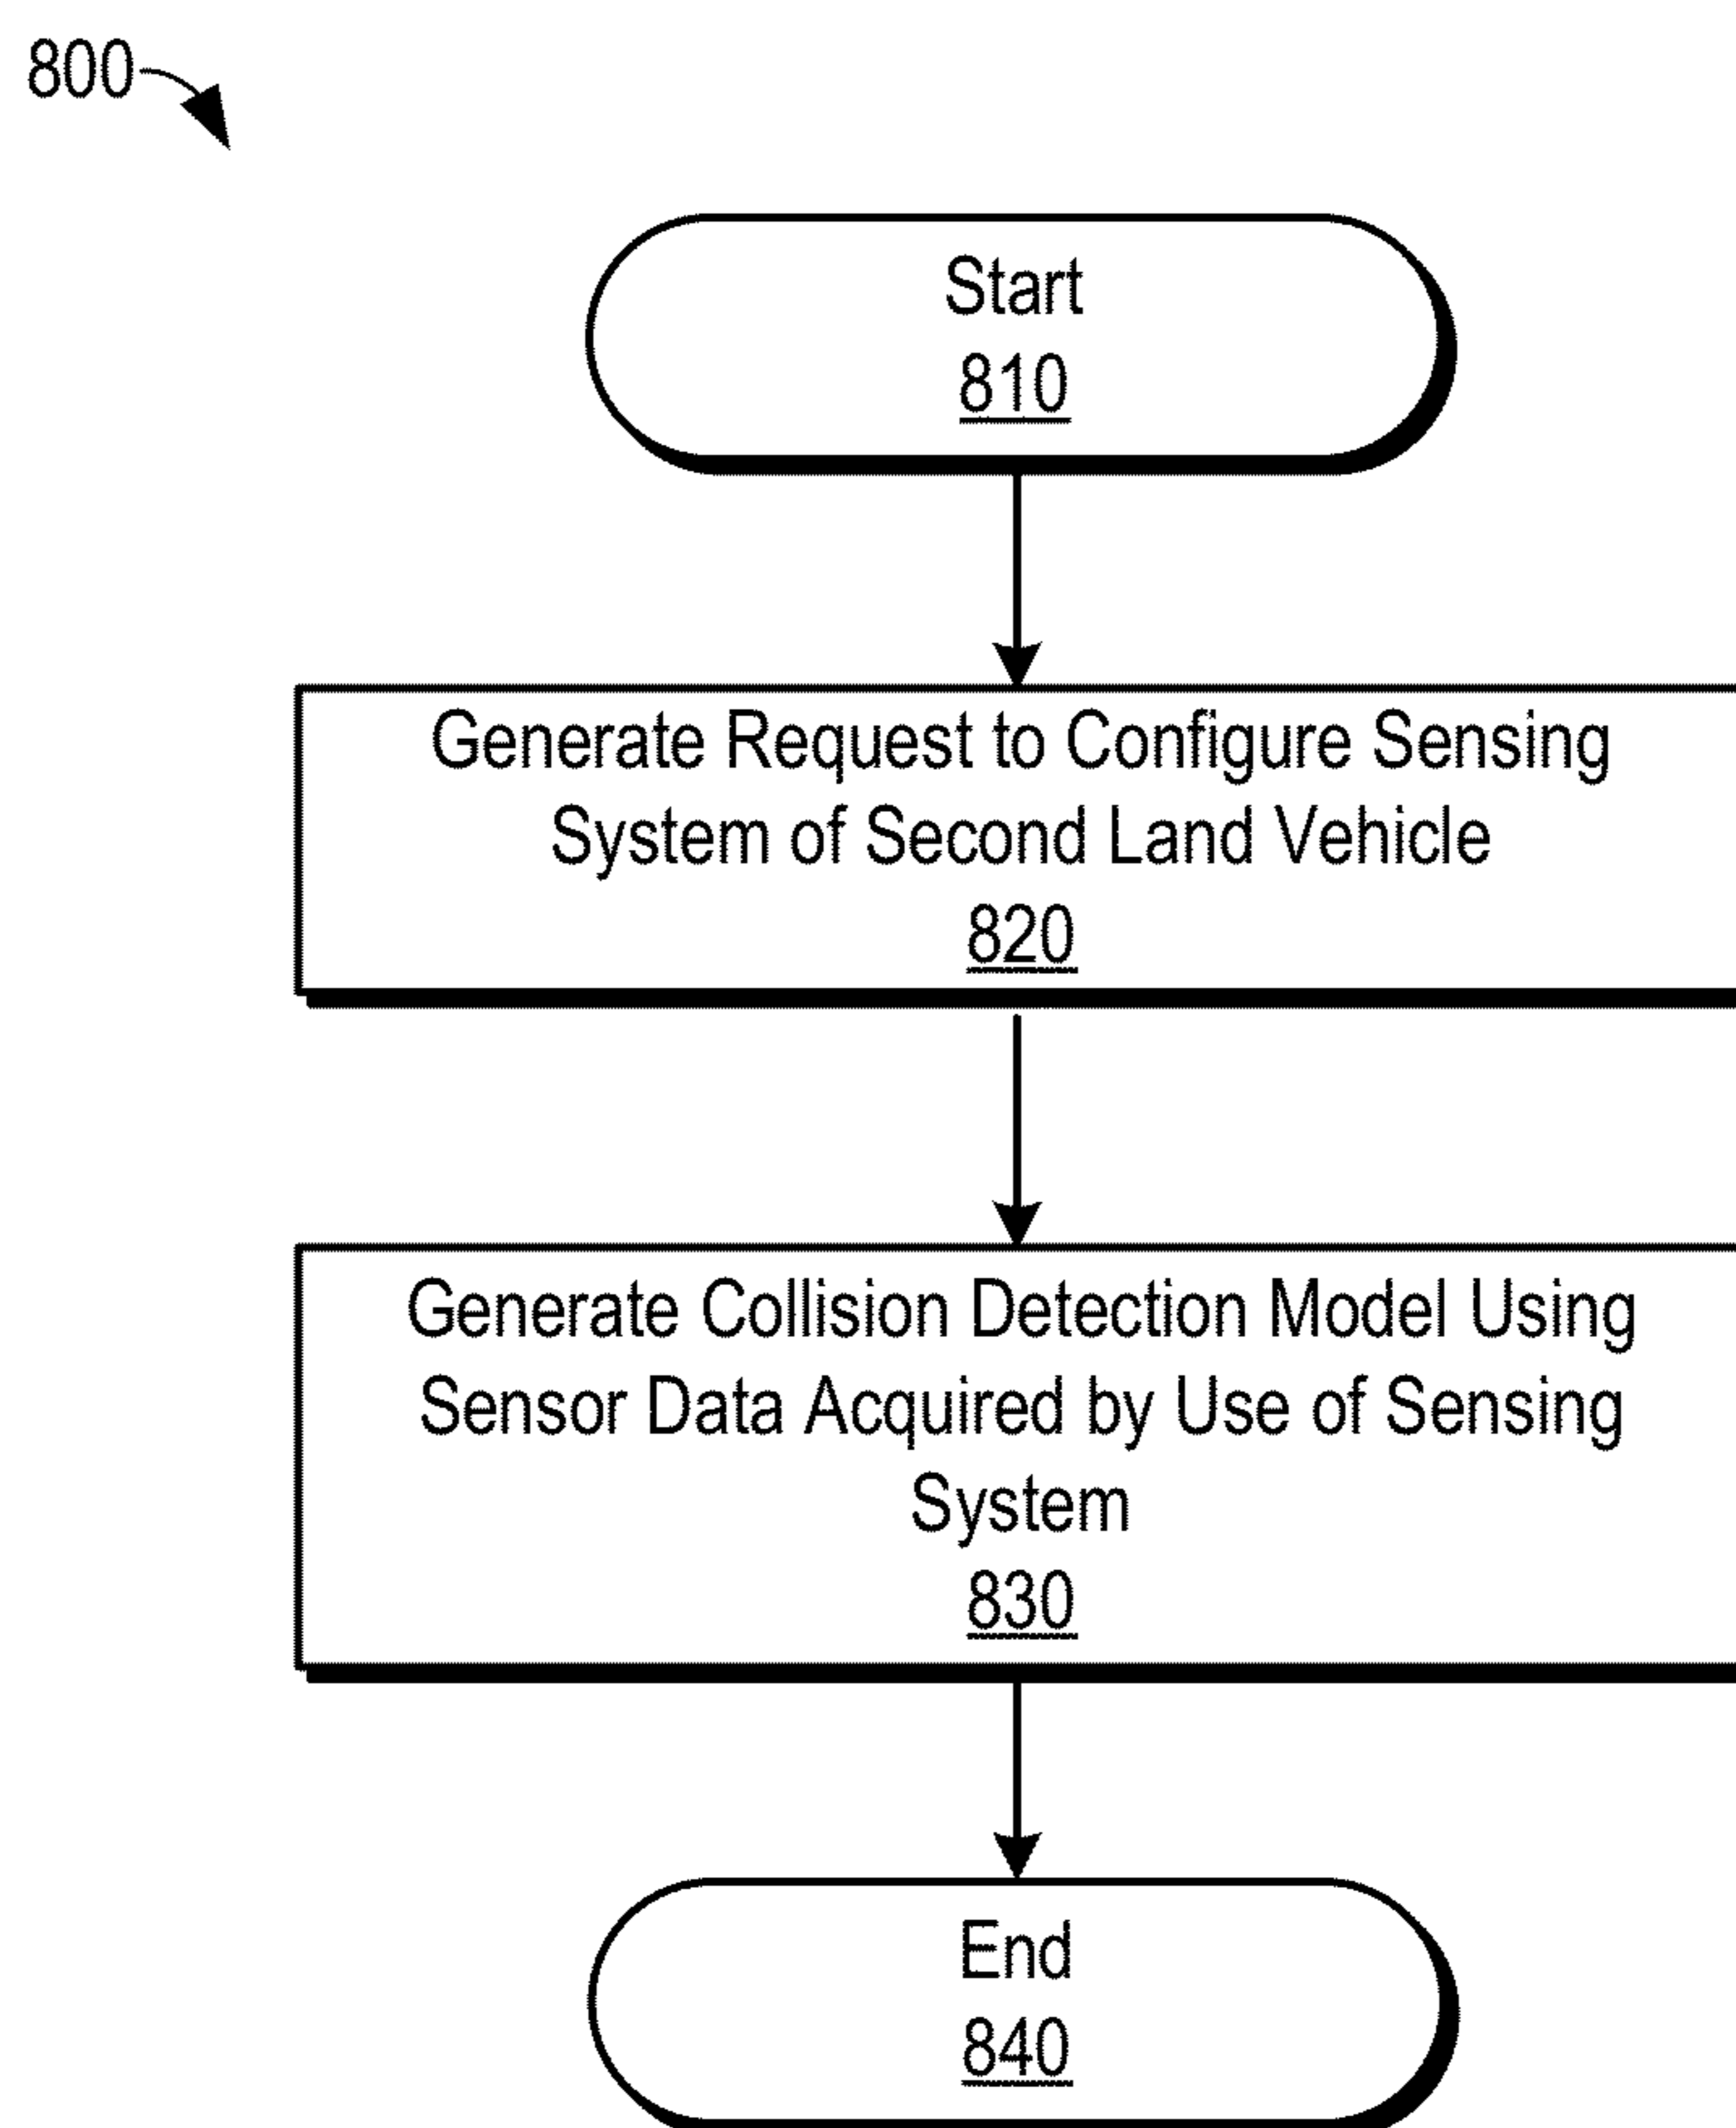 800
Start
810
Generate Request to Configure Sensing
System of Second Land Vehicle
820
Generate Collision Detection Model Using
Sensor Data Acquired by Use of Sensing
System
830
End
840